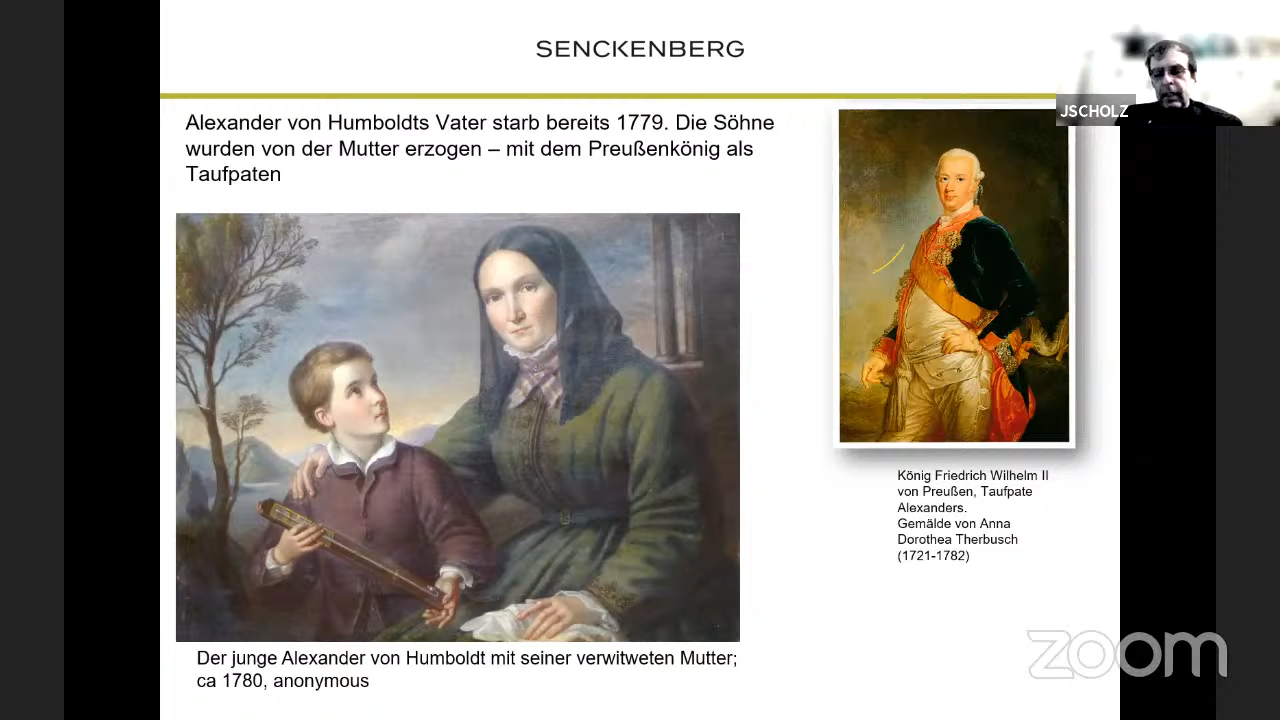 SENCKENBERG
JSCHOLZ
Alexander von Humboldts Vater starb bereits 1779. Die Söhne
wurden von der Mutter erzogen – mit dem Preußenkönig als
Taufpaten
König Friedrich Wilhelm II
von Preußen, Taufpate
Alexanders.
Gemälde von Anna
Dorothea Therbusch
(1721-1782)
Der junge Alexander von Humboldt mit seiner verwitweten Mutter;
ca 1780, anonymous
zoom